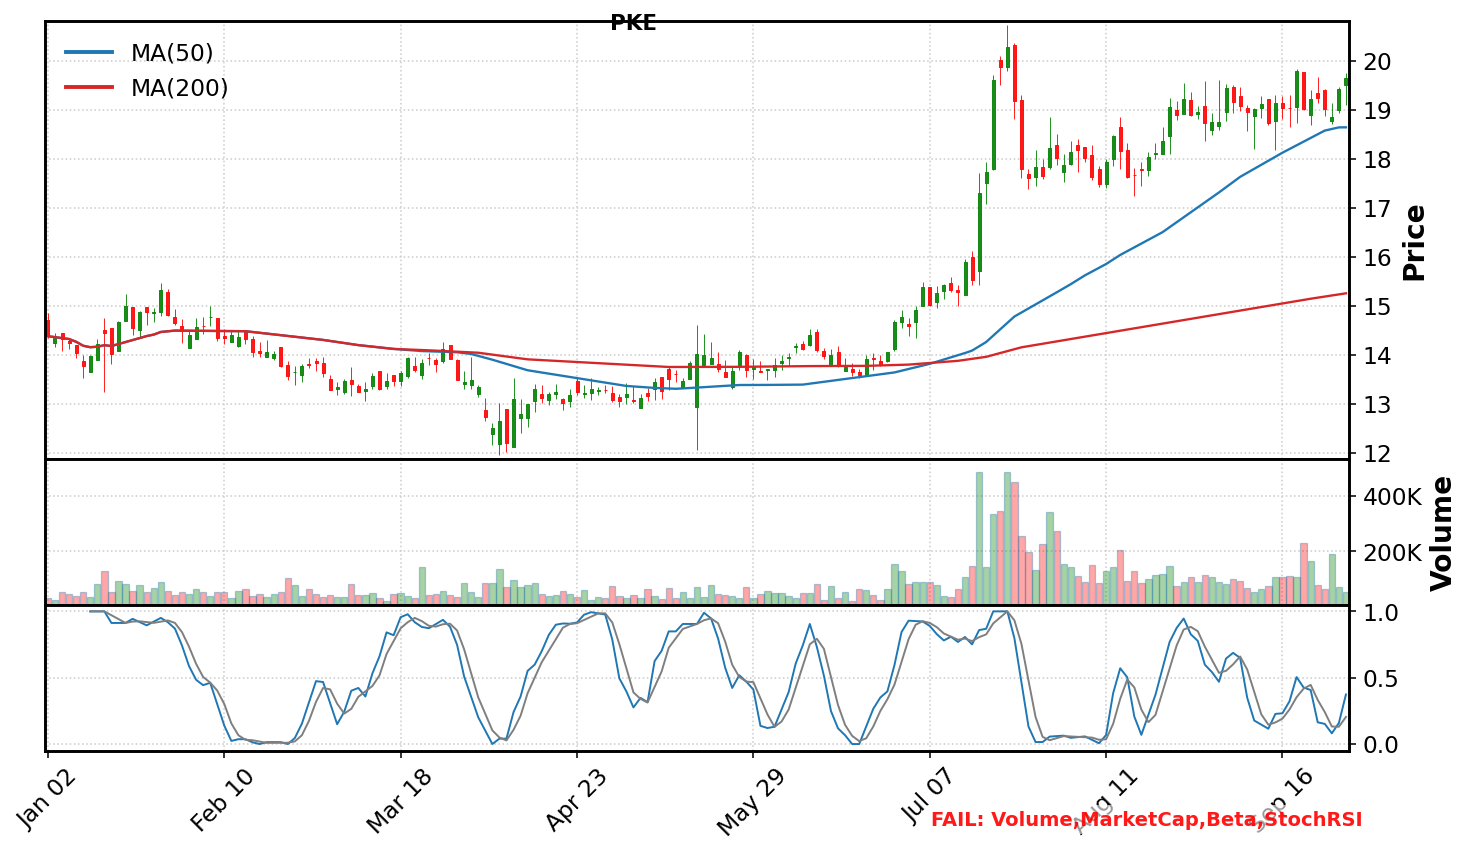 PKE
MA(50)
MA(200)
20
19
18
17
16
15
14
13
12
Price
400K
200K
Volume
1.0
0.5
0.0
Jan 02
Feb 10
Mar 18
Apr 23
May 29
Jul 07
Aug 11
Sep 16
FAIL: Volume,MarketCap,Beta,StochRSI